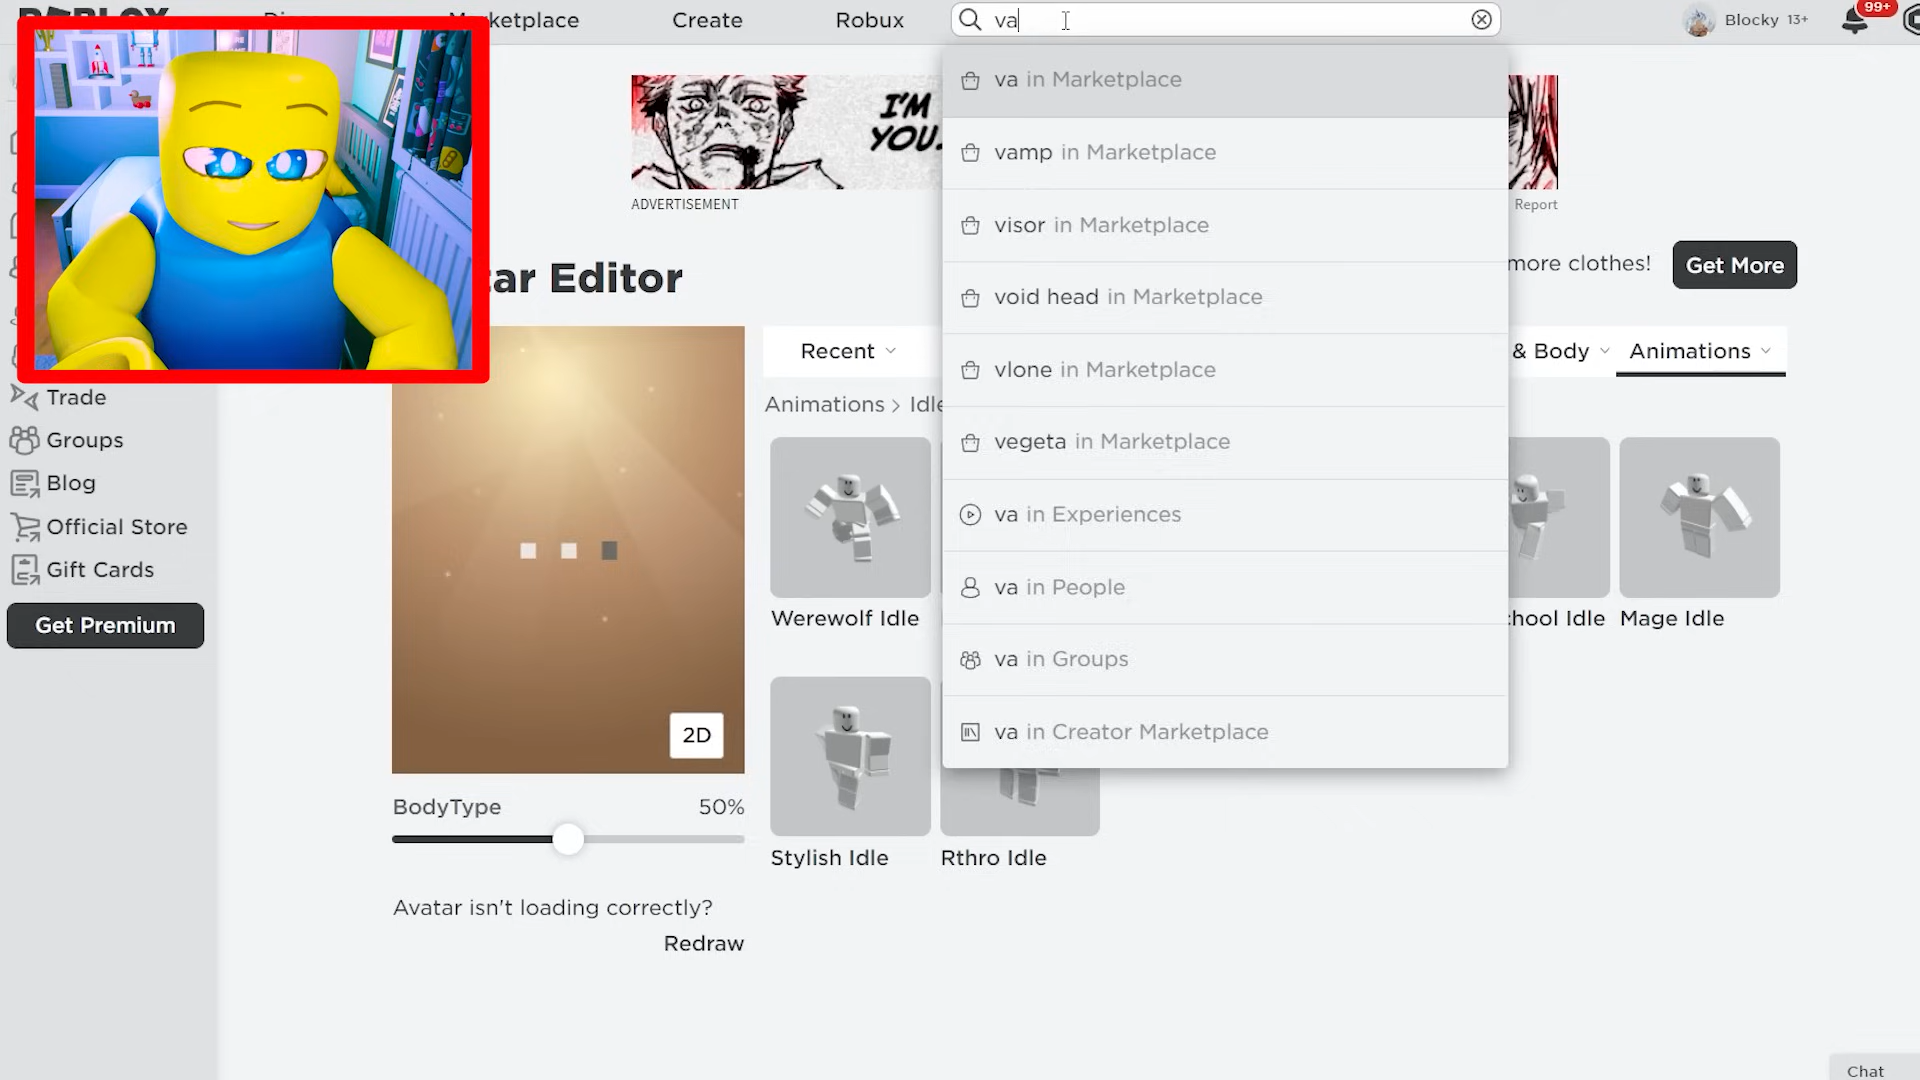 ROBLOX
Marketplace
Create
Robux
va
Blocky 13+
99+
va in Marketplace
vamp in Marketplace
visor in Marketplace
void head in Marketplace
vlone in Marketplace
vegeta in Marketplace
va in Experiences
va in People
va in Groups
va in Creator Marketplace
I'M
YOU.
ADVERTISEMENT
Report
tar Editor
more clothes!
Get More
Recent
& Body
Animations
Animations > Idle
Trade
Groups
Blog
Official Store
Gift Cards
Get Premium
2D
BodyType 50%
Avatar isn't loading correctly?
Redraw
Werewolf Idle
chool Idle
Mage Idle
Stylish Idle
Rthro Idle
Chat